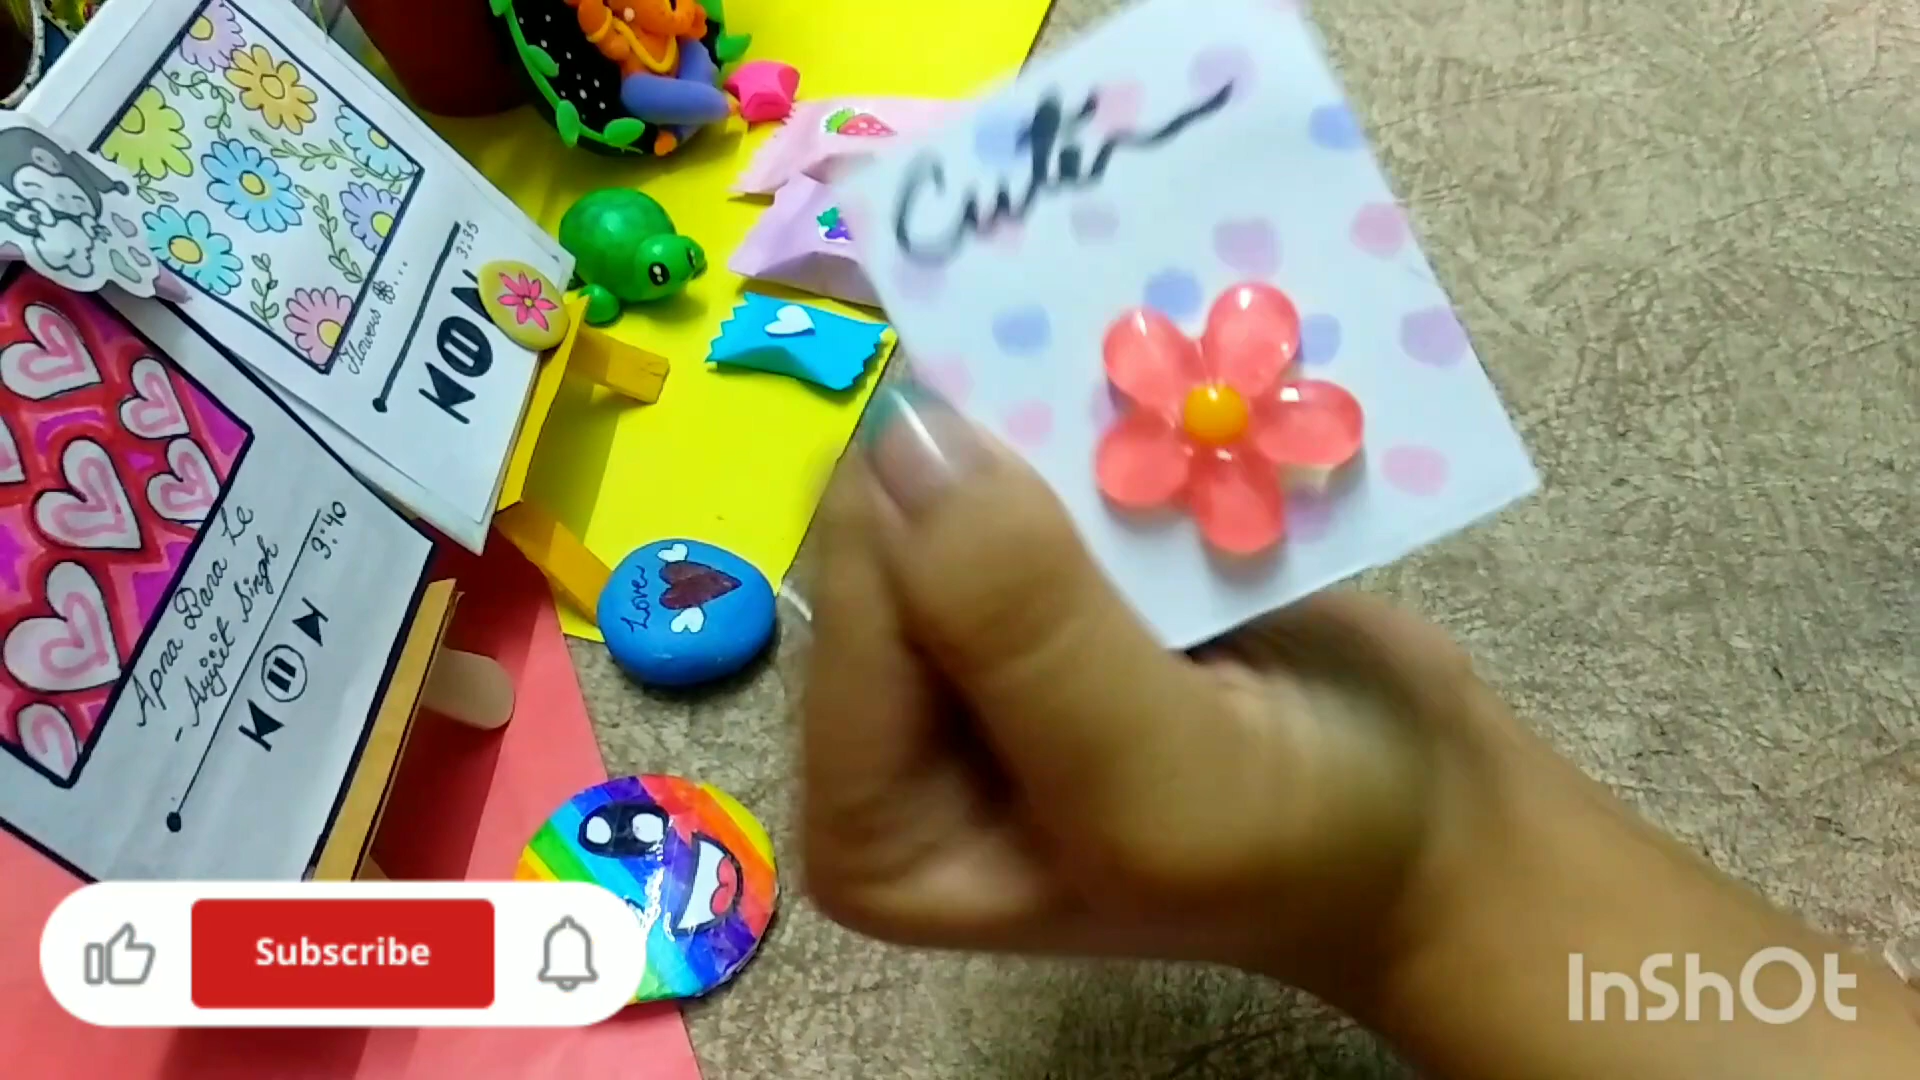 Cutie
3:35
Flowers
Love
Apna Bana Le
- Arijit Singh
3:40
Subscribe
InShOt